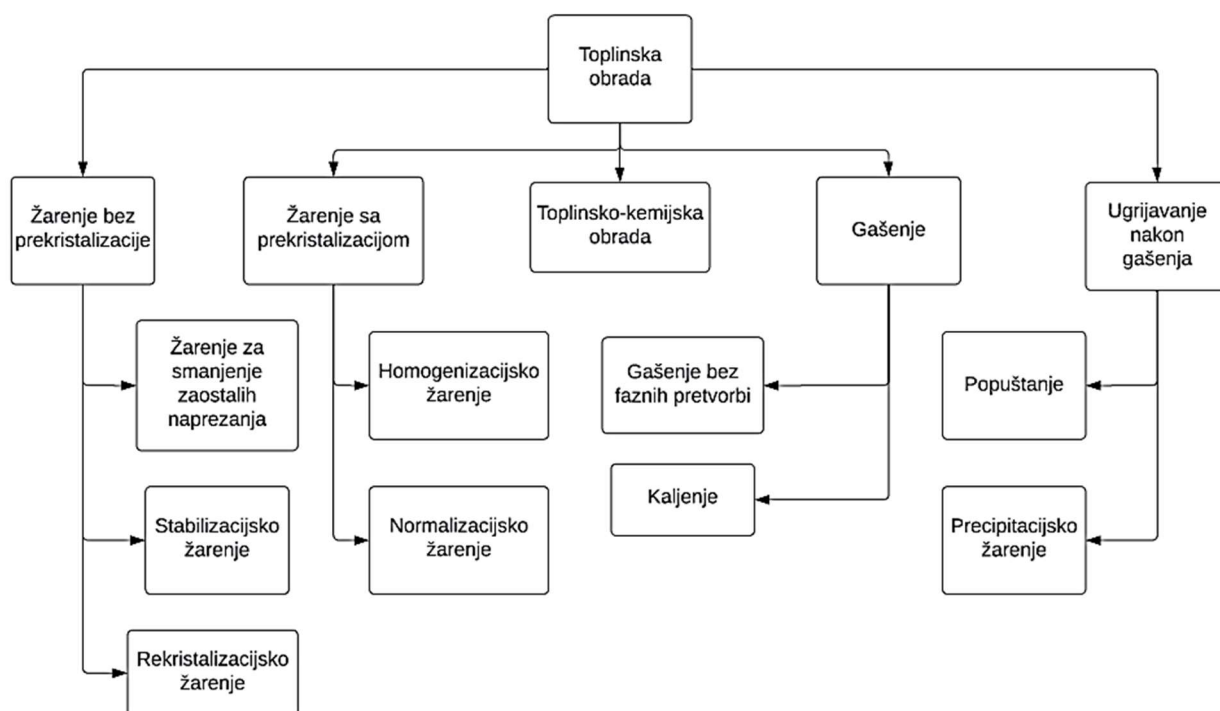 Toplinska
obrada
Žarenje bez
prekristalizacije
Žarenje sa
prekristalizacijom
Toplinsko-kemijska
obrada
Gašenje
Ugrijavanje
nakon
gašenja
Žarenje za
smanjenje
zaostalih
naprezanja
Homogenizacijsko
žarenje
Gašenje bez
faznih pretvorbi
Popuštanje
Kaljenje
Stabilizacijsko
žarenje
Normalizacijsko
žarenje
Precipitacijsko
žarenje
Rekristalizacijsko
žarenje